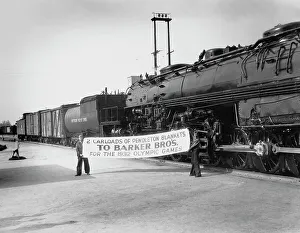 2 CARLOADS OF PENDLETON BLANKETS
TO BARKER BROS.
FOR THE 1932 OLYMPIC GAMES